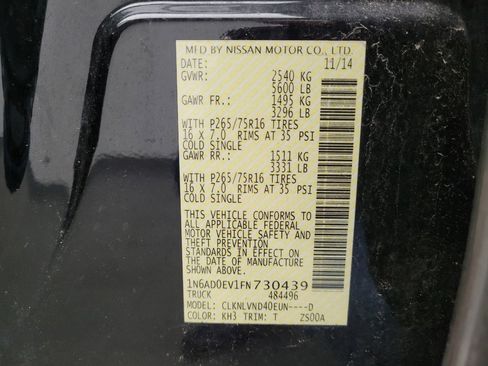 MFD BY NISSAN MOTOR CO., LTD.
DATE: 11/14
GVWR: 2540 KG
5600 LB
GAWR FR: 1495 KG
3296 LB
WITH P265/75R16 TIRES
16 X 7.0 RIMS AT 35 PSI
COLD SINGLE
GAWR RR: 1511 KG
3331 LB
WITH P265/75R16 TIRES
16 X 7.0 RIMS AT 35 PSI
COLD SINGLE
THIS VEHICLE CONFORMS TO
ALL APPLICABLE FEDERAL
MOTOR VEHICLE SAFETY AND
THEFT PREVENTION
STANDARDS IN EFFECT ON
THE DATE OF MANUFACTURE
SHOWN ABOVE.
1N6AD0EV1FN730439
TRUCK 484496
MODEL: CLKNLVND40EUN----D
COLOR: KH3 TRIM: T ZS00A